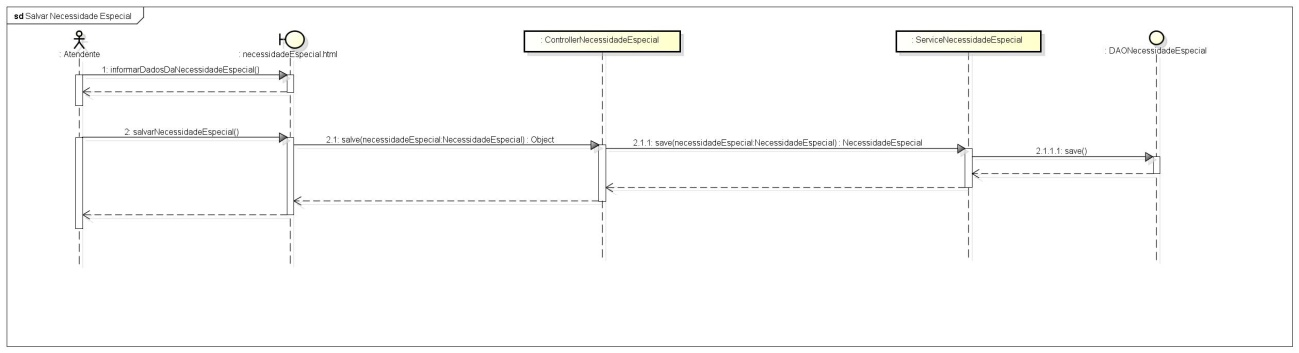 sd Salvar Necessidade Especial
: Atendente
: necessidadeEspecial.html
: ControllerNecessidadeEspecial
: ServiceNecessidadeEspecial
: DAONecessidadeEspecial
1: informarDadosDaNecessidadeEspecial()
2: salvarNecessidadeEspecial()
2.1: salve(necessidadeEspecial:NecessidadeEspecial) : Object
2.1.1: save(necessidadeEspecial:NecessidadeEspecial) : NecessidadeEspecial
2.1.1.1: save()